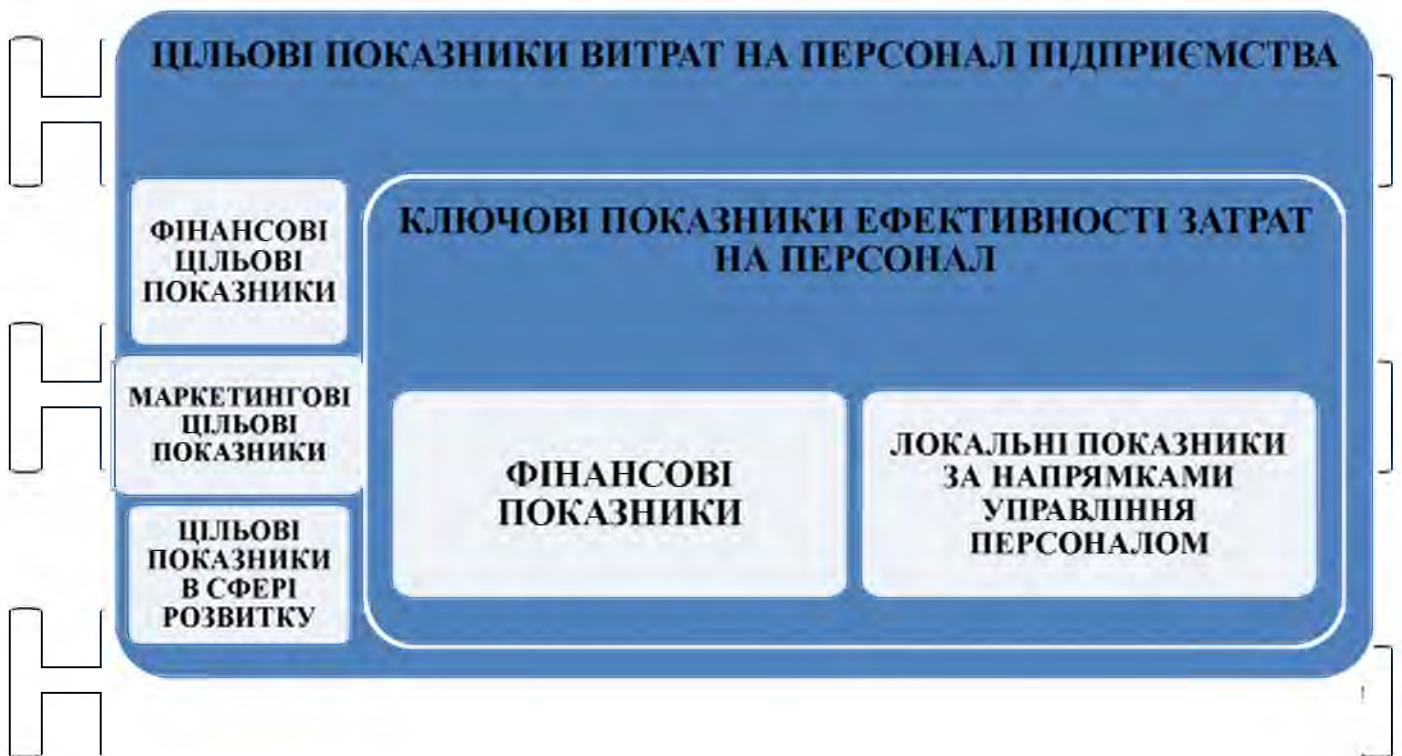 ЦІЛЬОВІ ПОКАЗНИКИ ВИТРАТ НА ПЕРСОНАЛ ПІДПРИЄМСТВА
ФІНАНСОВІ
ЦІЛЬОВІ
ПОКАЗНИКИ
МАРКЕТИНГОВІ
ЦІЛЬОВІ
ПОКАЗНИКИ
ЦІЛЬОВІ
ПОКАЗНИКИ
В СФЕРІ
РОЗВИТКУ
КЛЮЧОВІ ПОКАЗНИКИ ЕФЕКТИВНОСТІ ЗАТРАТ
НА ПЕРСОНАЛ
ФІНАНСОВІ
ПОКАЗНИКИ
ЛОКАЛЬНІ ПОКАЗНИКИ
ЗА НАПРЯМКАМИ
УПРАВЛІННЯ
ПЕРСОНАЛОМ